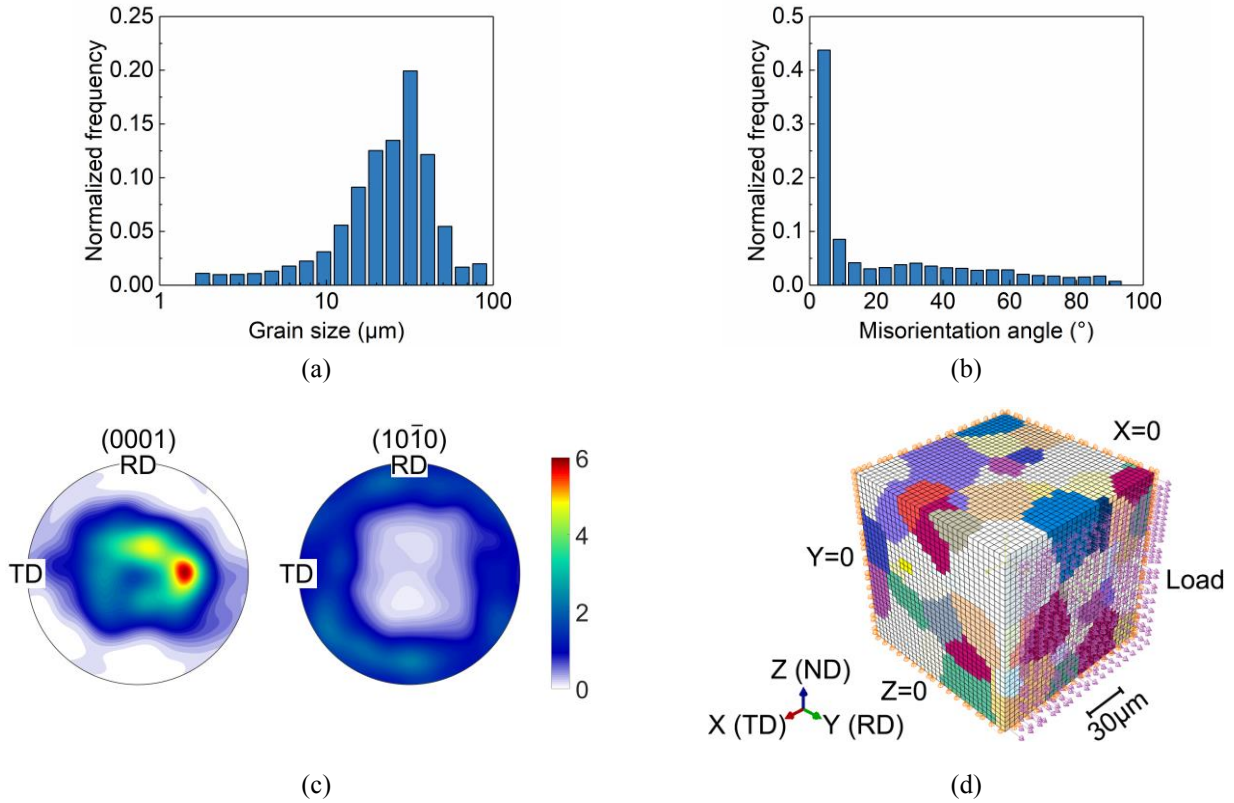 0.25
0.20
0.15
0.10
0.05
0.00
Normalized frequency
1
10
100
Grain size (μm)
(a)
0.5
0.4
0.3
0.2
0.1
0.0
Normalized frequency
0
20
40
60
80
100
Misorientation angle (°)
(b)
(0001)
RD
TD
(101̄0)
RD
TD
6
4
2
0
(c)
X=0
Y=0
Load
Z=0
Z (ND)
X (TD)
Y (RD)
30μm
(d)